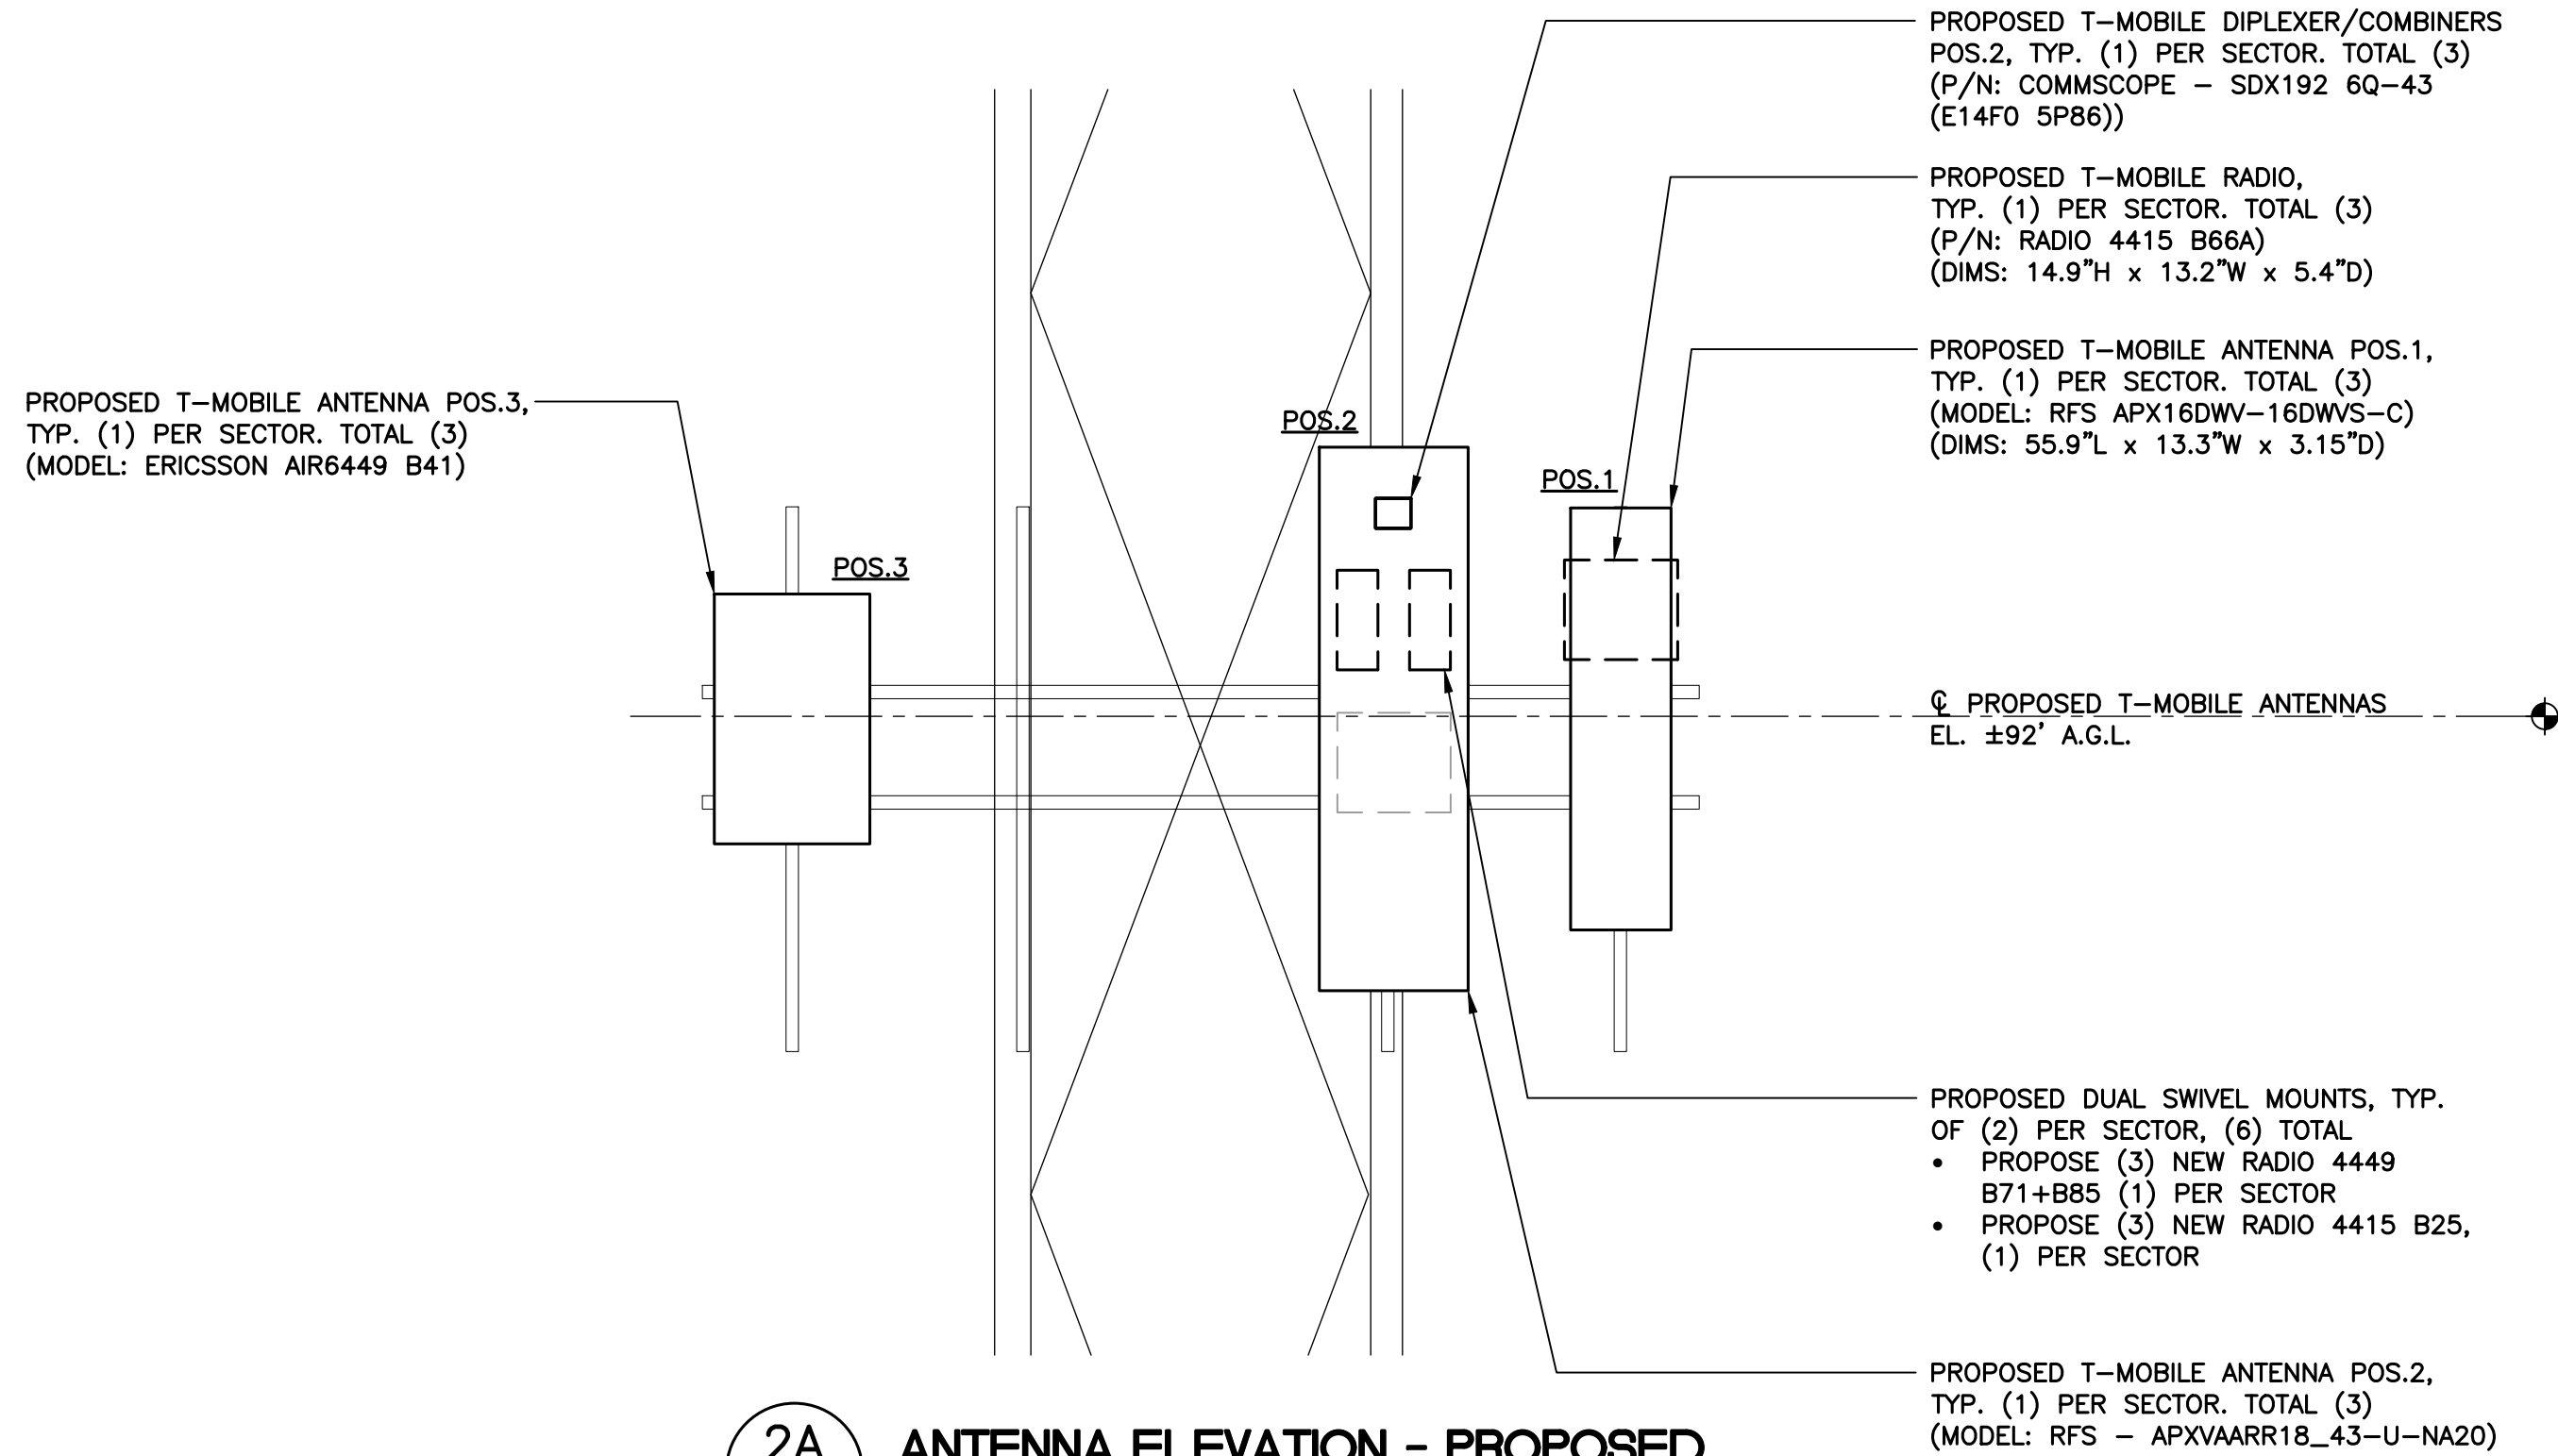 PROPOSED T-MOBILE DIPLEXER/COMBINERS
POS.2, TYP. (1) PER SECTOR. TOTAL (3)
(P/N: COMMSCOPE - SDX192 6Q-43
(E14F0 5P86))
PROPOSED T-MOBILE RADIO,
TYP. (1) PER SECTOR. TOTAL (3)
(P/N: RADIO 4415 B66A)
(DIMS: 14.9"H x 13.2"W x 5.4"D)
PROPOSED T-MOBILE ANTENNA POS.1,
TYP. (1) PER SECTOR. TOTAL (3)
(MODEL: RFS APX16DWV-16DWVS-C)
(DIMS: 55.9"L x 13.3"W x 3.15"D)
PROPOSED T-MOBILE ANTENNA POS.3,
TYP. (1) PER SECTOR. TOTAL (3)
(MODEL: ERICSSON AIR6449 B41)
POS.2
POS.1
POS.3
℄ PROPOSED T-MOBILE ANTENNAS
EL. ±92' A.G.L.
PROPOSED DUAL SWIVEL MOUNTS, TYP.
OF (2) PER SECTOR, (6) TOTAL
• PROPOSE (3) NEW RADIO 4449
B71+B85 (1) PER SECTOR
• PROPOSE (3) NEW RADIO 4415 B25,
(1) PER SECTOR
PROPOSED T-MOBILE ANTENNA POS.2,
TYP. (1) PER SECTOR. TOTAL (3)
(MODEL: RFS - APXVAARR18_43-U-NA20)
2A
ANTENNA ELEVATION - PROPOSED